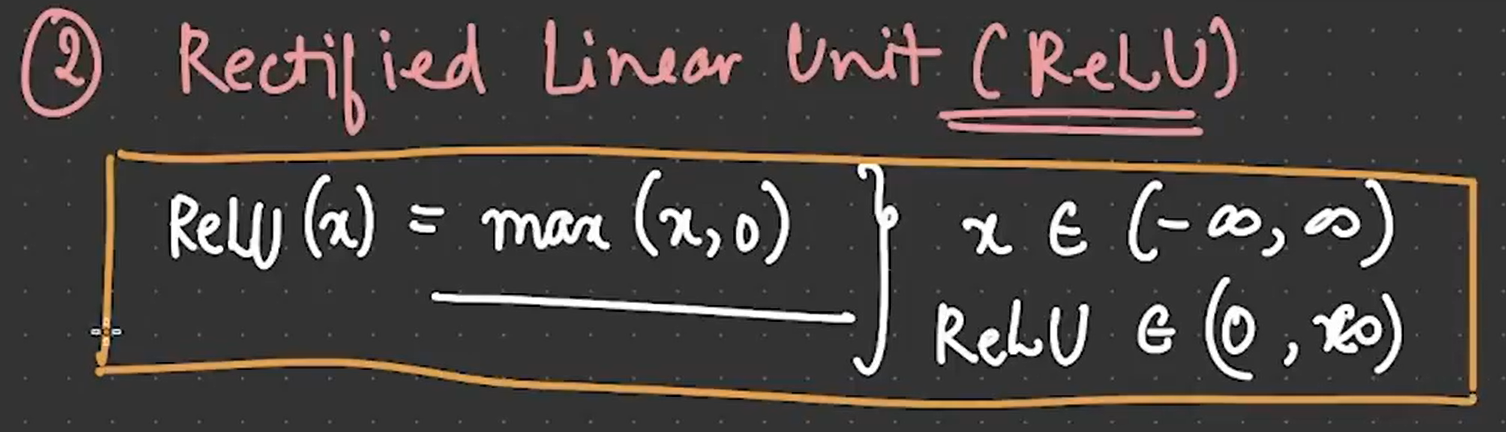 ② Rectified Linear Unit (ReLU)
ReLU(x) = max(x,0) } x ∈ (-∞, ∞)
ReLU ∈ (0, ∞)